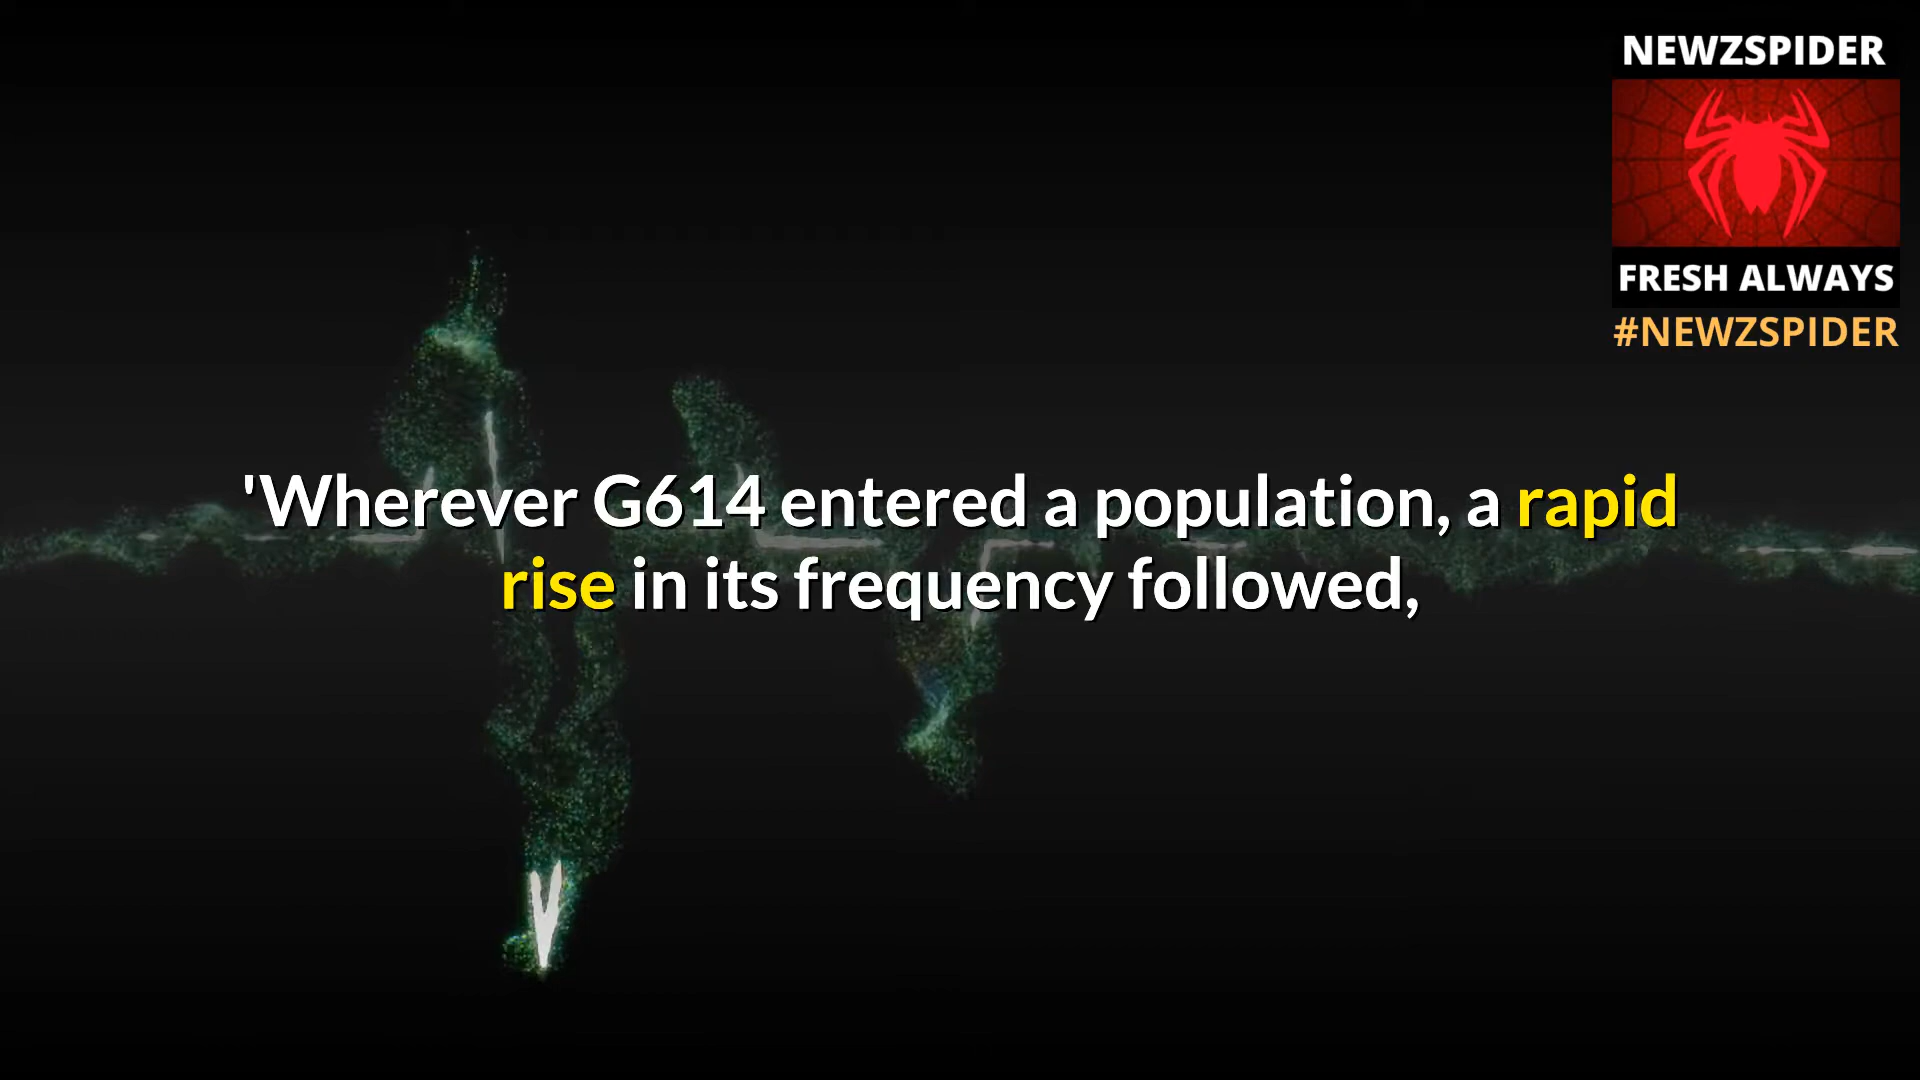 NEWZSPIDER
FRESH ALWAYS
#NEWZSPIDER
'Wherever G614 entered a population, a rapid
rise in its frequency followed,